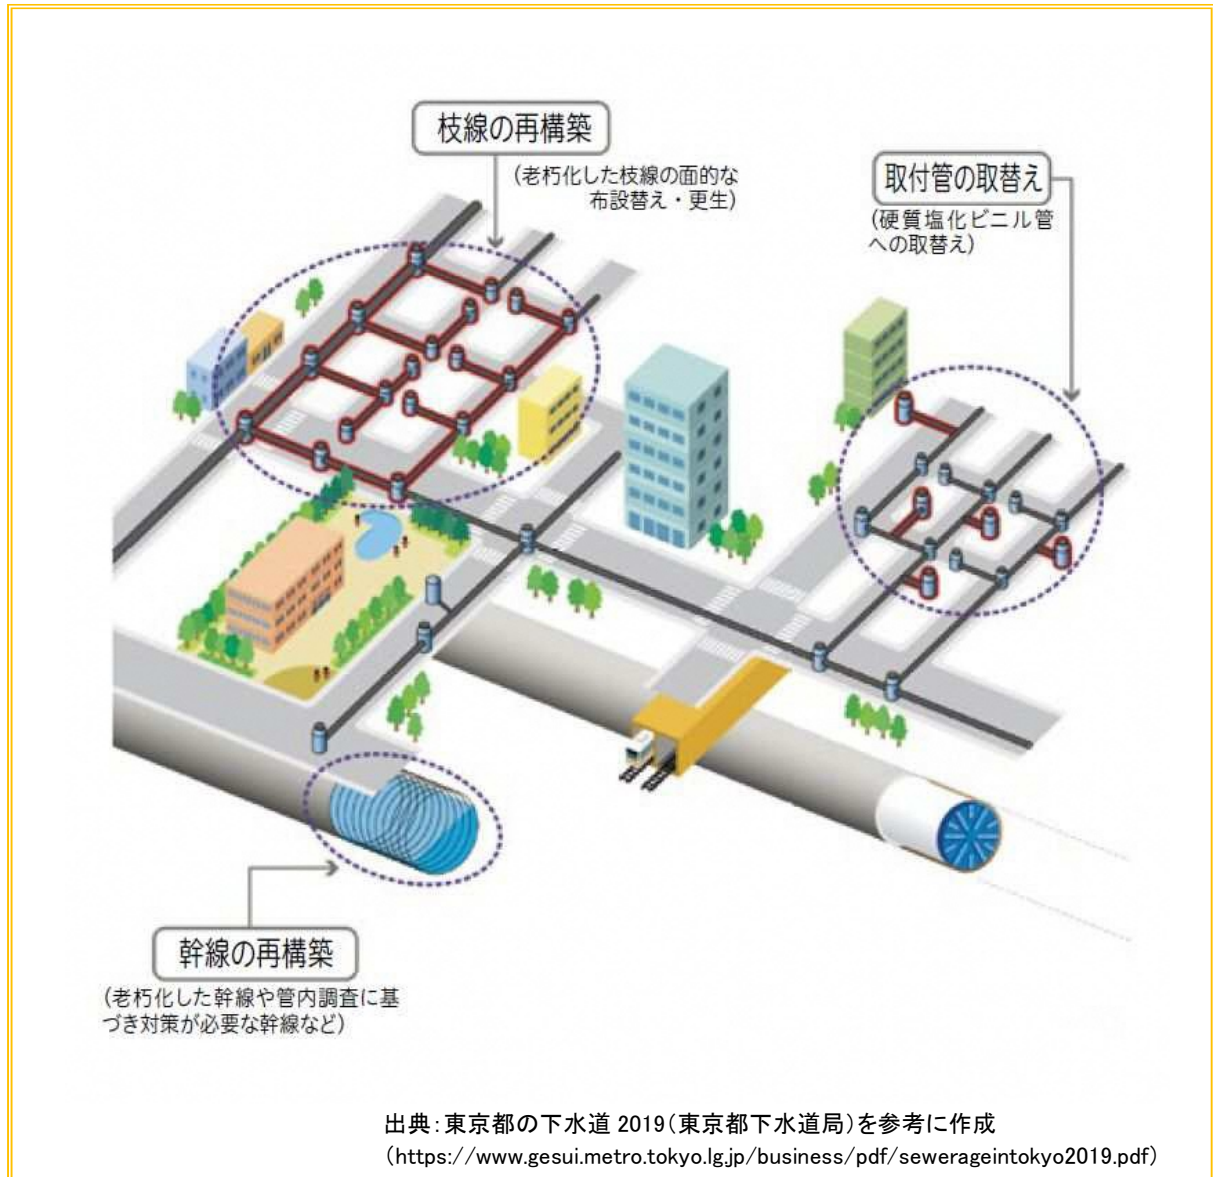 枝線の再構築
(老朽化した枝線の面的な
布設替え・更生)
取付管の取替え
(硬質塩化ビニル管
への取替え)
幹線の再構築
(老朽化した幹線や管内調査に基
づき対策が必要な幹線など)
出典：東京都の下水道 2019(東京都下水道局)を参考に作成
(https://www.gesui.metro.tokyo.lg.jp/business/pdf/sewerageintokyo2019.pdf)